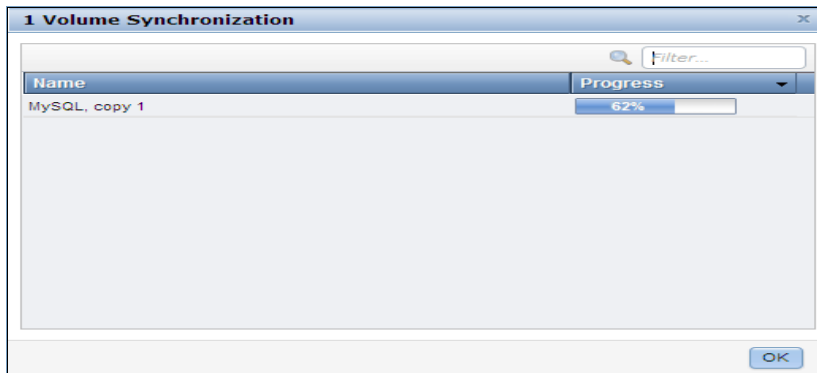 1 Volume Synchronization
Filter...
Name Progress
MySQL, copy 1 62%
OK